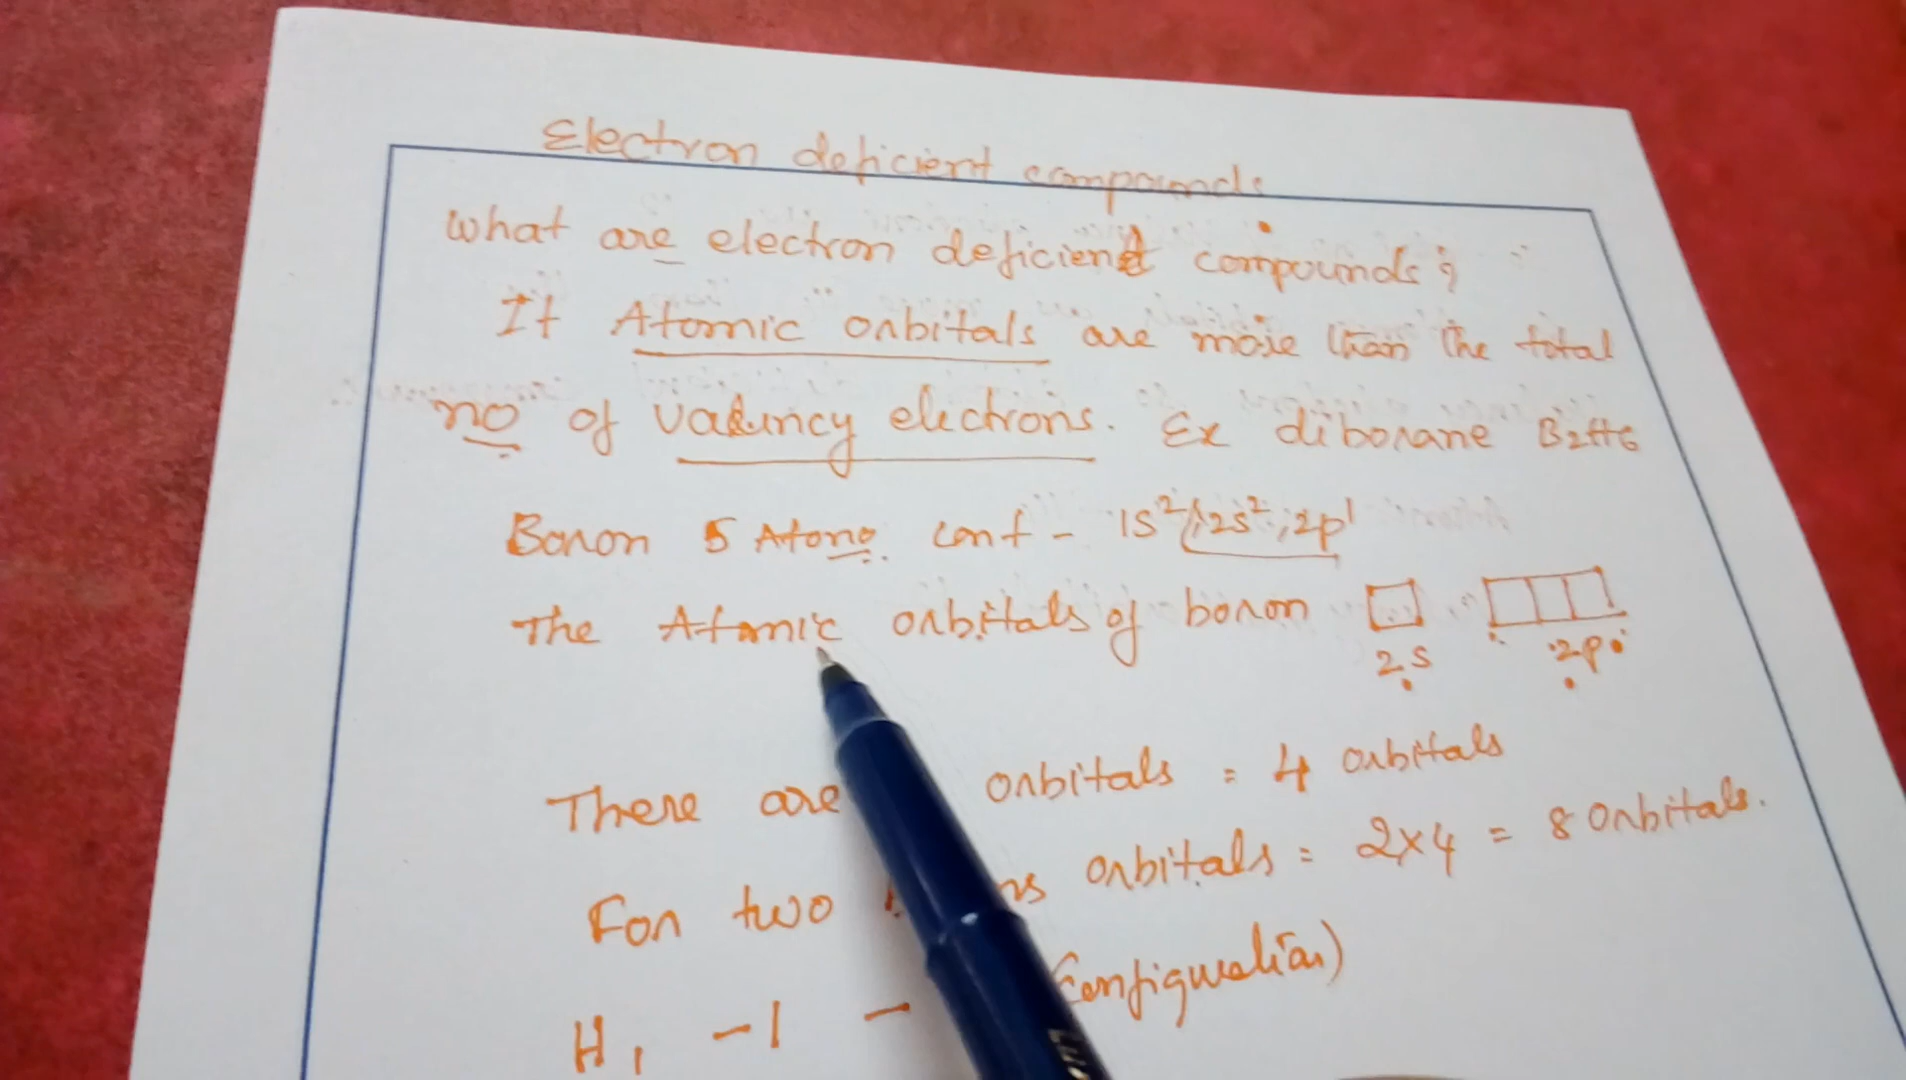 Electron deficient compounds
What are electron deficient compounds?
If Atomic orbitals are more than the total
no of valency electrons. Ex diborane B2H6
Boron 5 Atono. conf - 1s², 2s², 2p¹
The Atomic orbitals of boron
2s 2p
There are orbitals = 4 orbitals
For two orbitals = 2x4 = 8 orbitals.
H1 - 1 - Configuration)